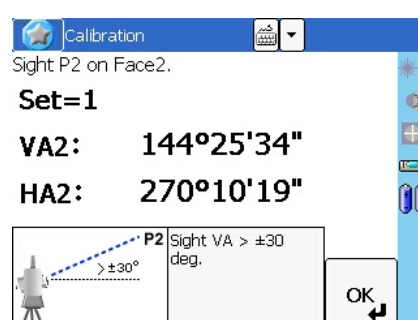 Calibration
Sight P2 on Face2.
Set=1
VA2: 144°25'34"
HA2: 270°10'19"
P2
>±30°
Sight VA > ±30
deg.
OK